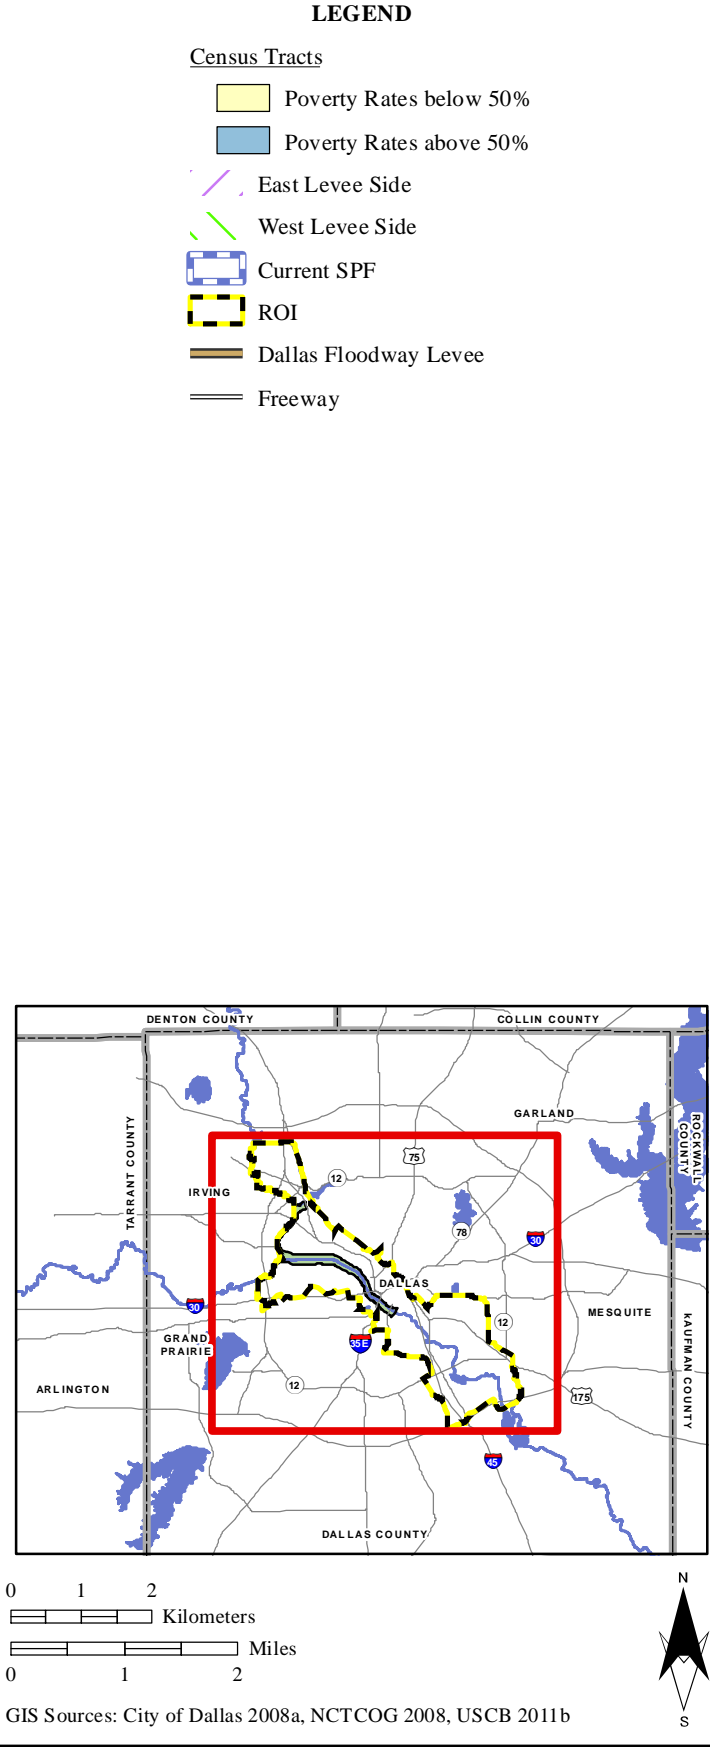 LEGEND
Census Tracts
Poverty Rates below 50%
Poverty Rates above 50%
East Levee Side
West Levee Side
Current SPF
ROI
Dallas Floodway Levee
Freeway
DENTON COUNTY
COLLIN COUNTY
TARRANT COUNTY
GARLAND
ROCKWALL
COUNTY
75
12
IRVING
78
30
DALLAS
30
MESQUITE
12
KAUFMAN COUNTY
35E
GRAND
PRAIRIE
ARLINGTON
12
175
45
DALLAS COUNTY
0 1 2
Kilometers
Miles
0 1 2
N
S
GIS Sources: City of Dallas 2008a, NCTCOG 2008, USCB 2011b